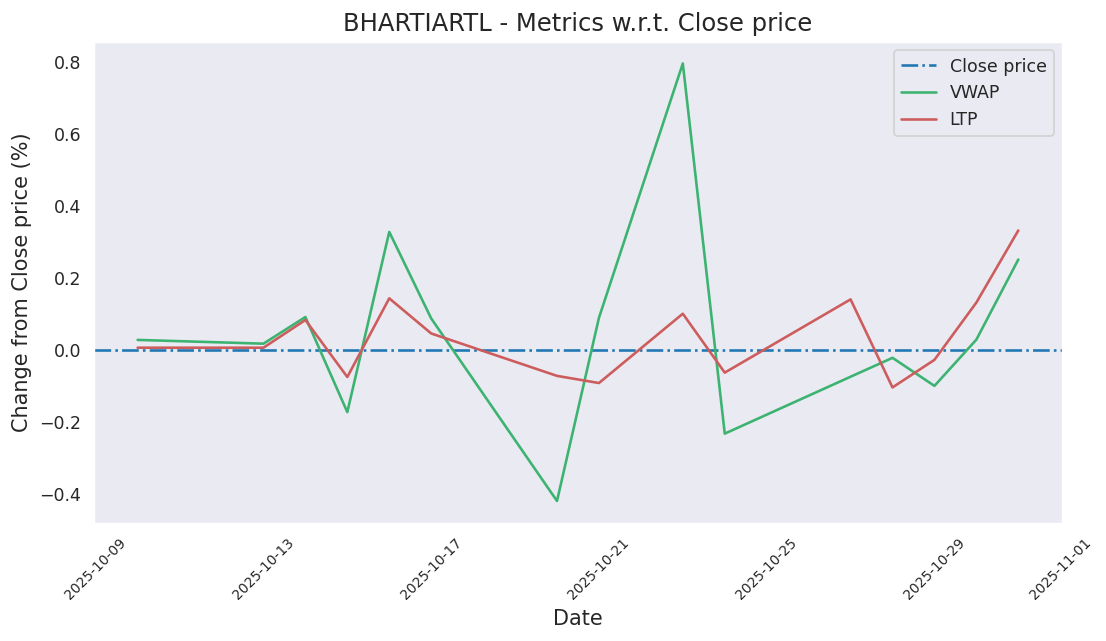 BHARTIARTL - Metrics w.r.t. Close price
Change from Close price (%)
0.8
0.6
0.4
0.2
0.0
−0.2
−0.4
Close price
VWAP
LTP
2025-10-09
2025-10-13
2025-10-17
2025-10-21
2025-10-25
2025-10-29
2025-11-01
Date